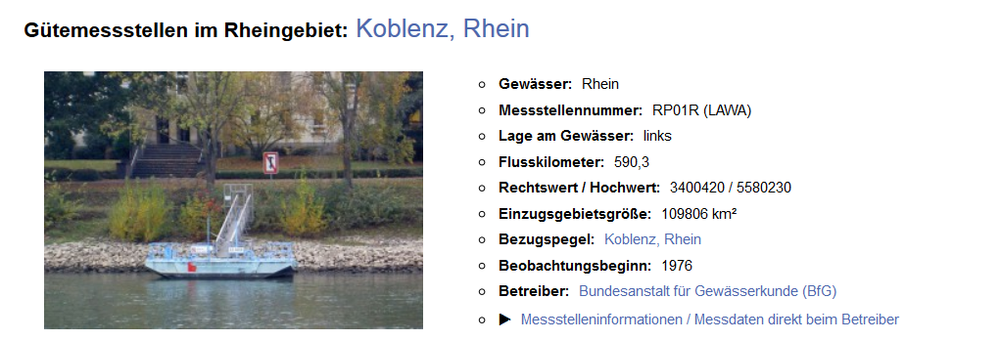 Gütemessstellen im Rheingebiet: Koblenz, Rhein
Gewässer: Rhein
Messstellennummer: RP01R (LAWA)
Lage am Gewässer: links
Flusskilometer: 590,3
Rechtswert / Hochwert: 3400420 / 5580230
Einzugsgebietsgröße: 109806 km²
Bezugspegel: Koblenz, Rhein
Beobachtungsbeginn: 1976
Betreiber: Bundesanstalt für Gewässerkunde (BfG)
Messstelleninformationen / Messdaten direkt beim Betreiber